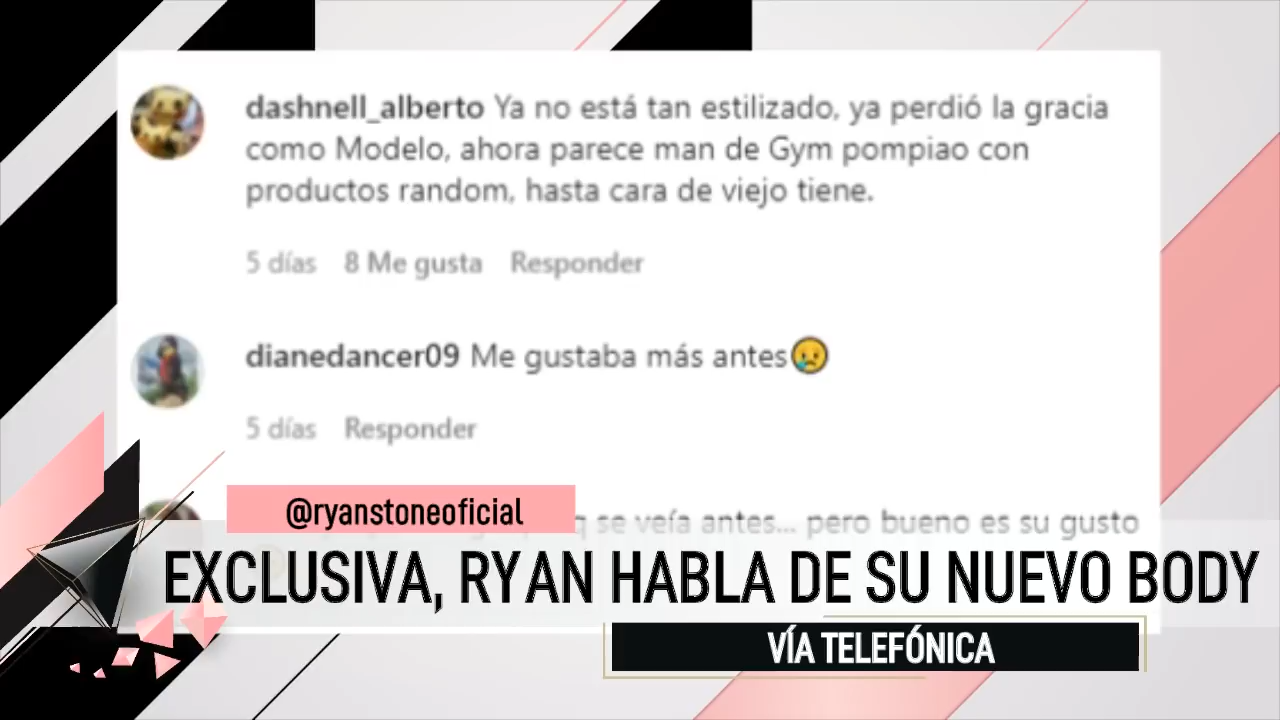 dashnell_alberto Ya no está tan estilizado, ya perdió la gracia
como Modelo, ahora parece man de Gym pompiao con
productos random, hasta cara de viejo tiene.
5 días 8 Me gusta Responder
dianedancer09 Me gustaba más antes😢
5 días Responder
se veía antes... pero bueno es su gusto
@ryanstoneoficial
EXCLUSIVA, RYAN HABLA DE SU NUEVO BODY
VÍA TELEFÓNICA